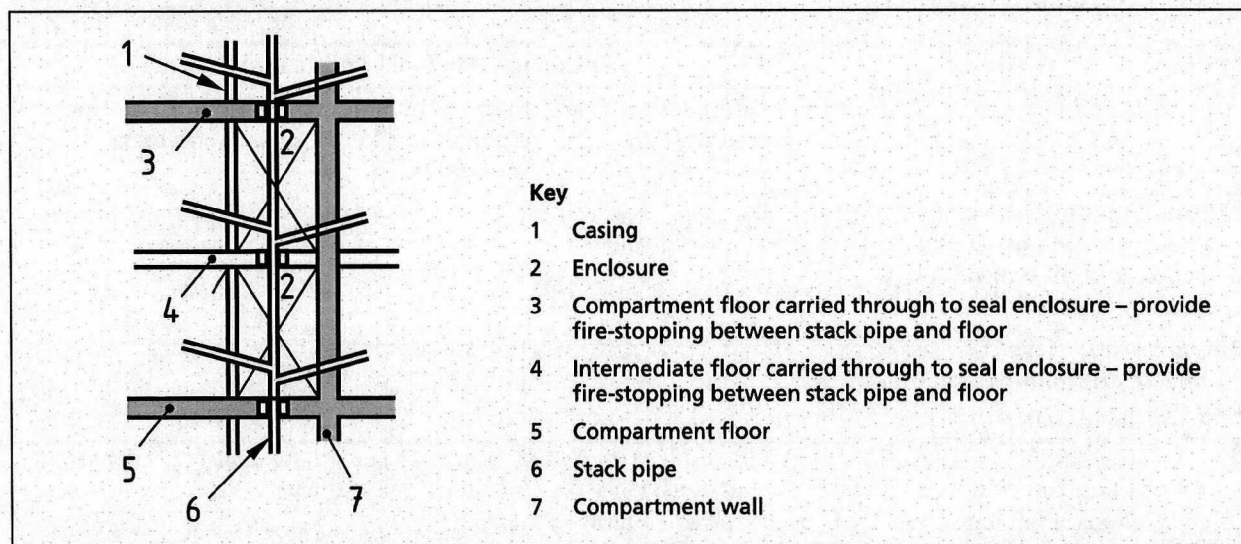 1
2
3
2
4
5
6
7
Key
1 Casing
2 Enclosure
3 Compartment floor carried through to seal enclosure – provide
fire-stopping between stack pipe and floor
4 Intermediate floor carried through to seal enclosure – provide
fire-stopping between stack pipe and floor
5 Compartment floor
6 Stack pipe
7 Compartment wall